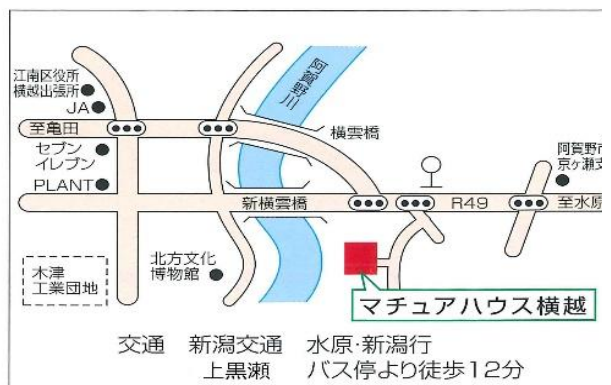 江南区役所
横越出張所
JA
至亀田
セブン
イレブン
PLANT
阿賀野川
横雲橋
新横雲橋
R49
阿賀野市
京ヶ瀬支
至水原
木津
工業団地
北方文化
博物館
マチュアハウス横越
交通 新潟交通 水原・新潟行
上黒瀬 バス停より徒歩12分